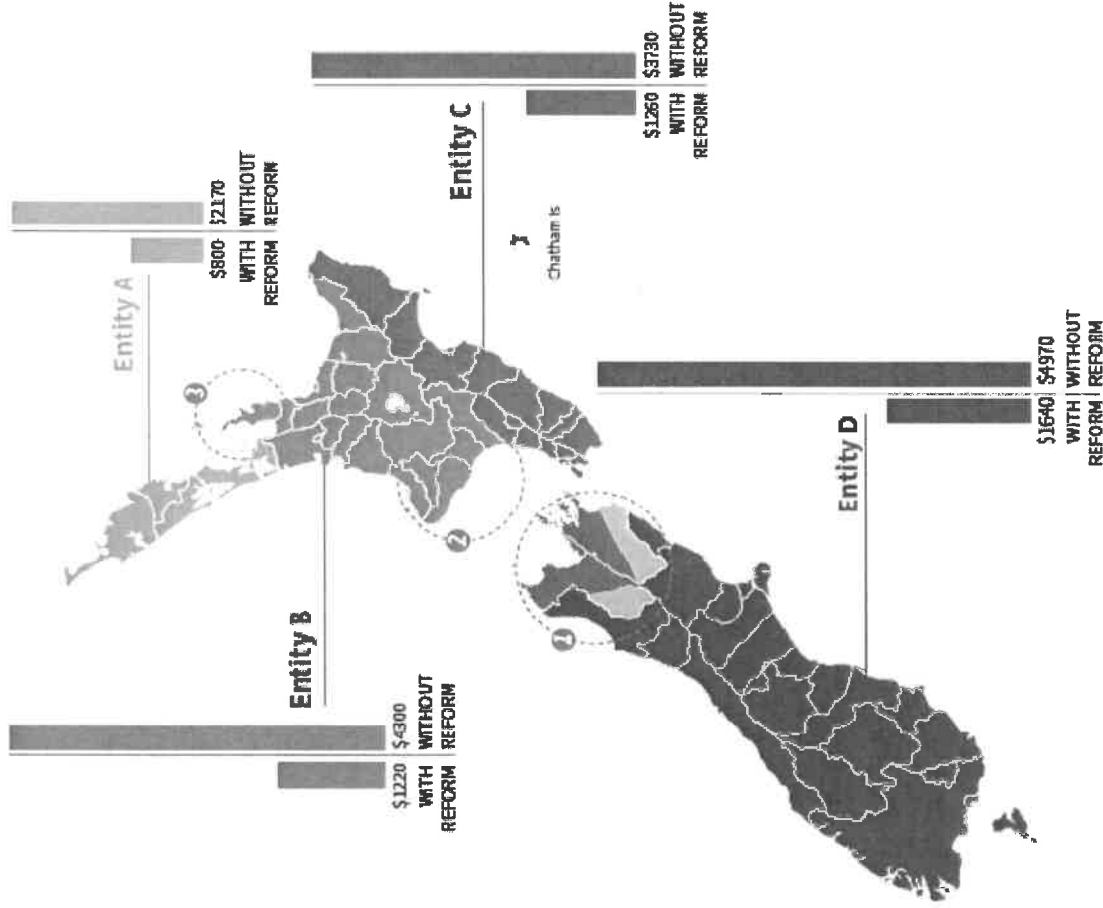 Entity A
$800 $2170
WITH WITHOUT
REFORM REFORM
3
Entity B
$1220 $4300
WITH WITHOUT
REFORM REFORM
2
Entity C
$1260 $3730
WITH WITHOUT
REFORM REFORM
Chatham Is
1
Entity D
$1640 $4970
WITH WITHOUT
REFORM REFORM